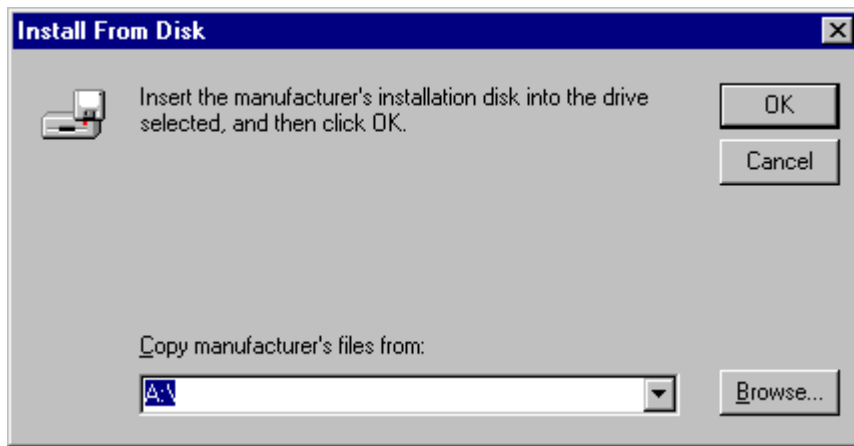 Install From Disk
Insert the manufacturer's installation disk into the drive
selected, and then click OK.
OK
Cancel
Copy manufacturer's files from:
A:\
Browse...